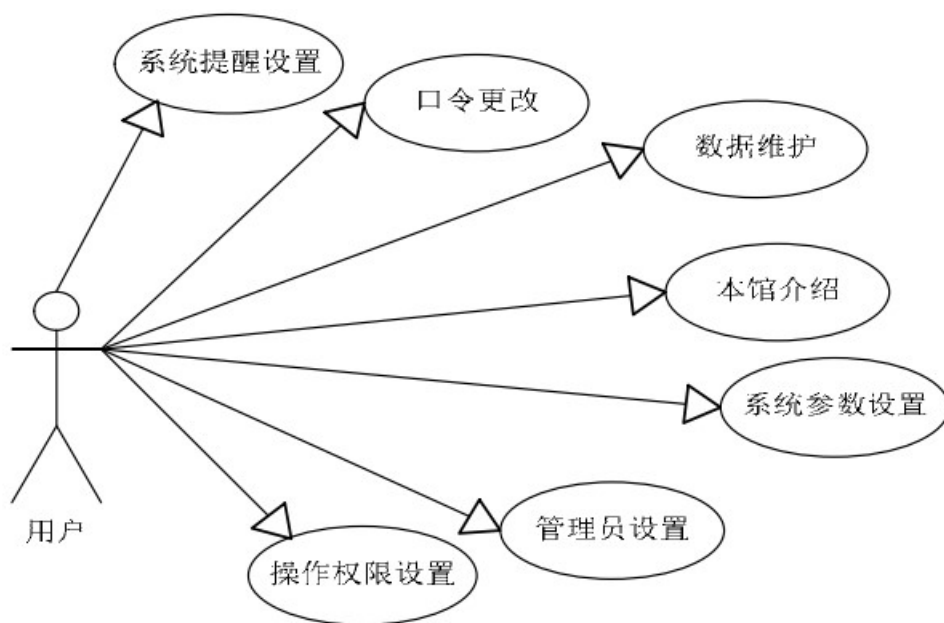 系统提醒设置
口令更改
数据维护
本馆介绍
系统参数设置
管理员设置
用户
操作权限设置